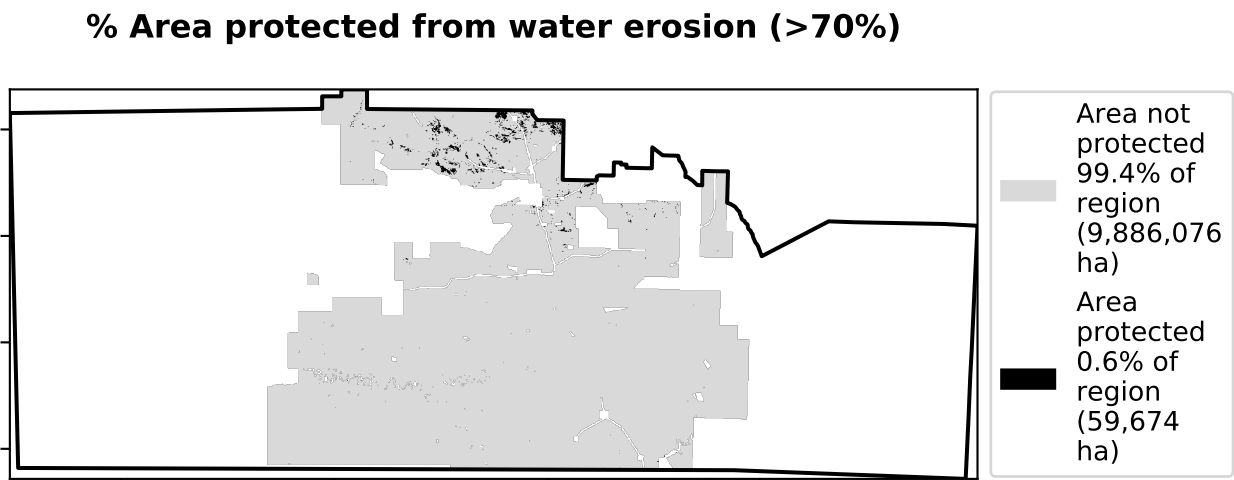 % Area protected from water erosion (>70%)
Area not
protected
99.4% of
region
(9,886,076
ha)
Area
protected
0.6% of
region
(59,674
ha)